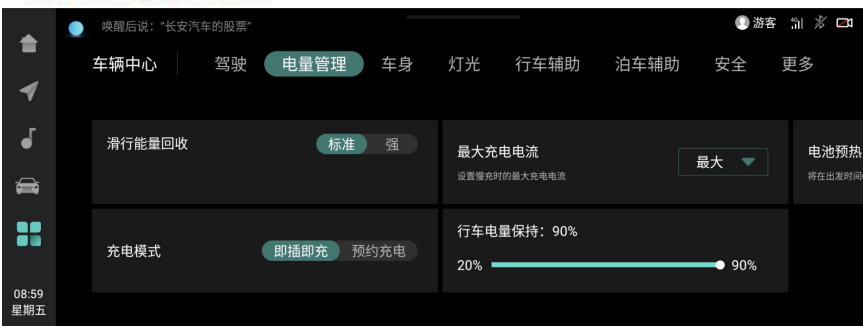 唤醒后说：“长安汽车的股票”
游客
4G
车辆中心
驾驶
电量管理
车身
灯光
行车辅助
泊车辅助
安全
更多
滑行能量回收
标准
强
最大充电电流
设置慢充时的最大充电电流
最大
电池预热
将在出发时间
充电模式
即插即充
预约充电
行车电量保持：90%
20%
90%
08:59
星期五